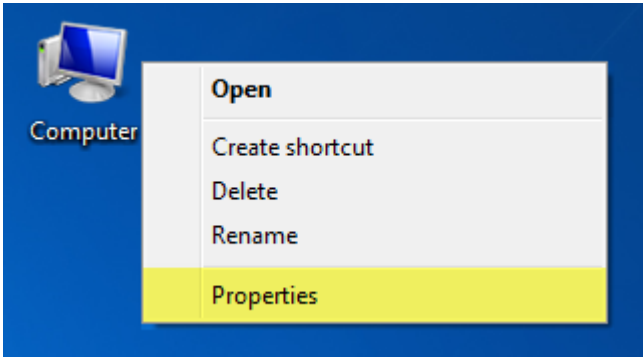 Computer
Open
Create shortcut
Delete
Rename
Properties